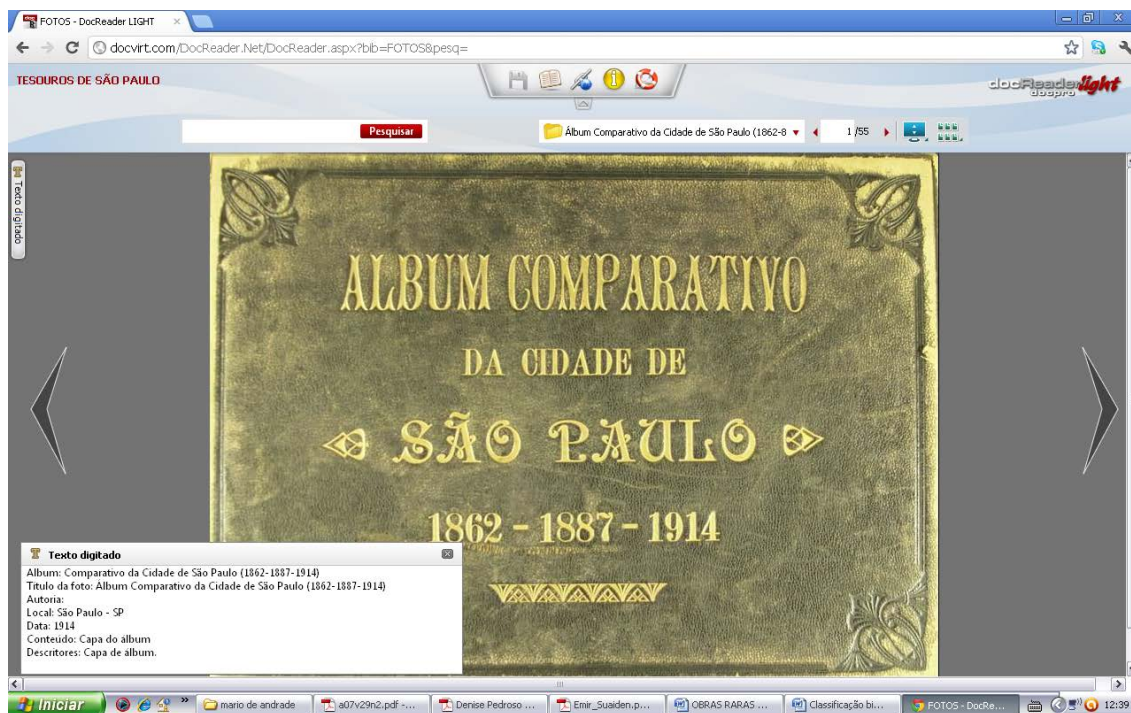 FOTOS - DocReader LIGHT
docvirt.com/DocReader.Net/DocReader.aspx?bib=FOTOS&pesq=
TESOUROS DE SÃO PAULO
docReader light
docpro
Pesquisar
Álbum Comparativo da Cidade de São Paulo (1862-8
1 /55
Texto digitado
ALBUM COMPARATIVO
DA CIDADE DE
SÃO PAULO
1862 - 1887 - 1914
Texto digitado
Album: Comparativo da Cidade de São Paulo (1862-1887-1914)
Titulo da foto: Álbum Comparativo da Cidade de São Paulo (1862-1887-1914)
Autoria:
Local: São Paulo - SP
Data: 1914
Conteúdo: Capa do álbum
Descritores: Capa de álbum.
Iniciar
mario de andrade
a07v29n2.pdf -...
Denise Pedroso ...
Emir_Suaiden.p...
OBRAS RARAS ...
Classificação bi...
FOTOS - DocRe...
12:39